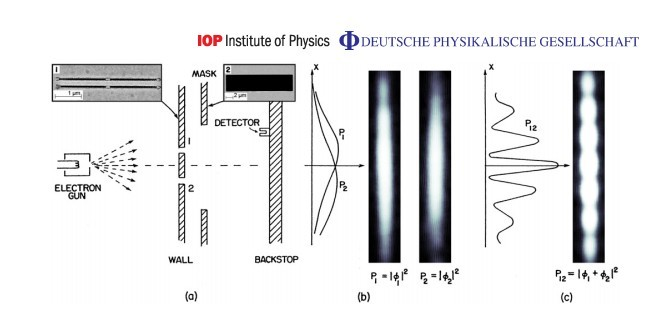 IOP Institute of Physics ΦDEUTSCHE PHYSIKALISCHE GESELLSCHAFT
1
1 μm
MASK
2
2 μm
DETECTOR
1
2
ELECTRON
GUN
WALL
BACKSTOP
(a)
X
P₁
P₂
P₁ = |ϕ₁|² P₂ = |ϕ₂|²
(b)
X
P₁₂
P₁₂ = |ϕ₁ + ϕ₂|²
(c)